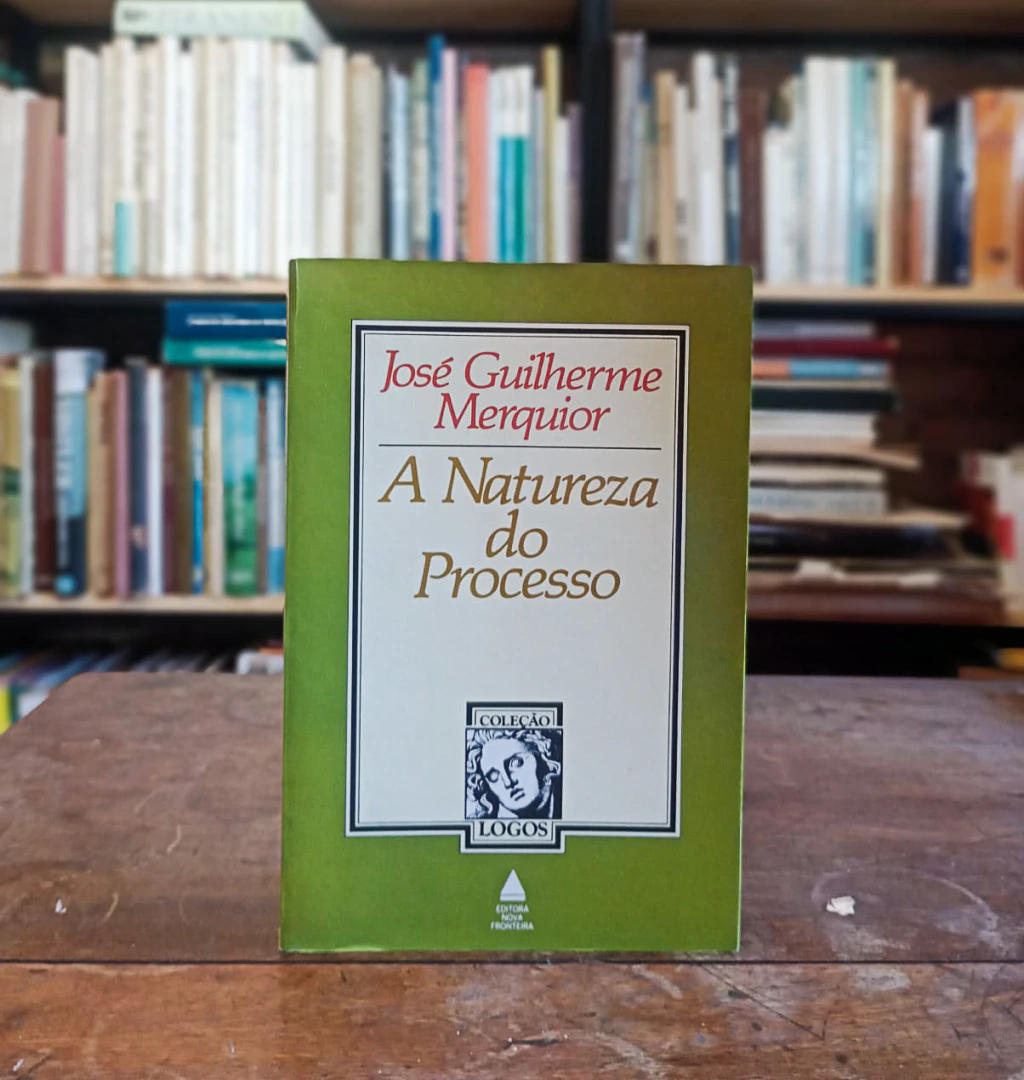 José Guilherme
Merquior
A Natureza
do
Processo
COLEÇÃO
LOGOS
EDITORA
NOVA
FRONTEIRA